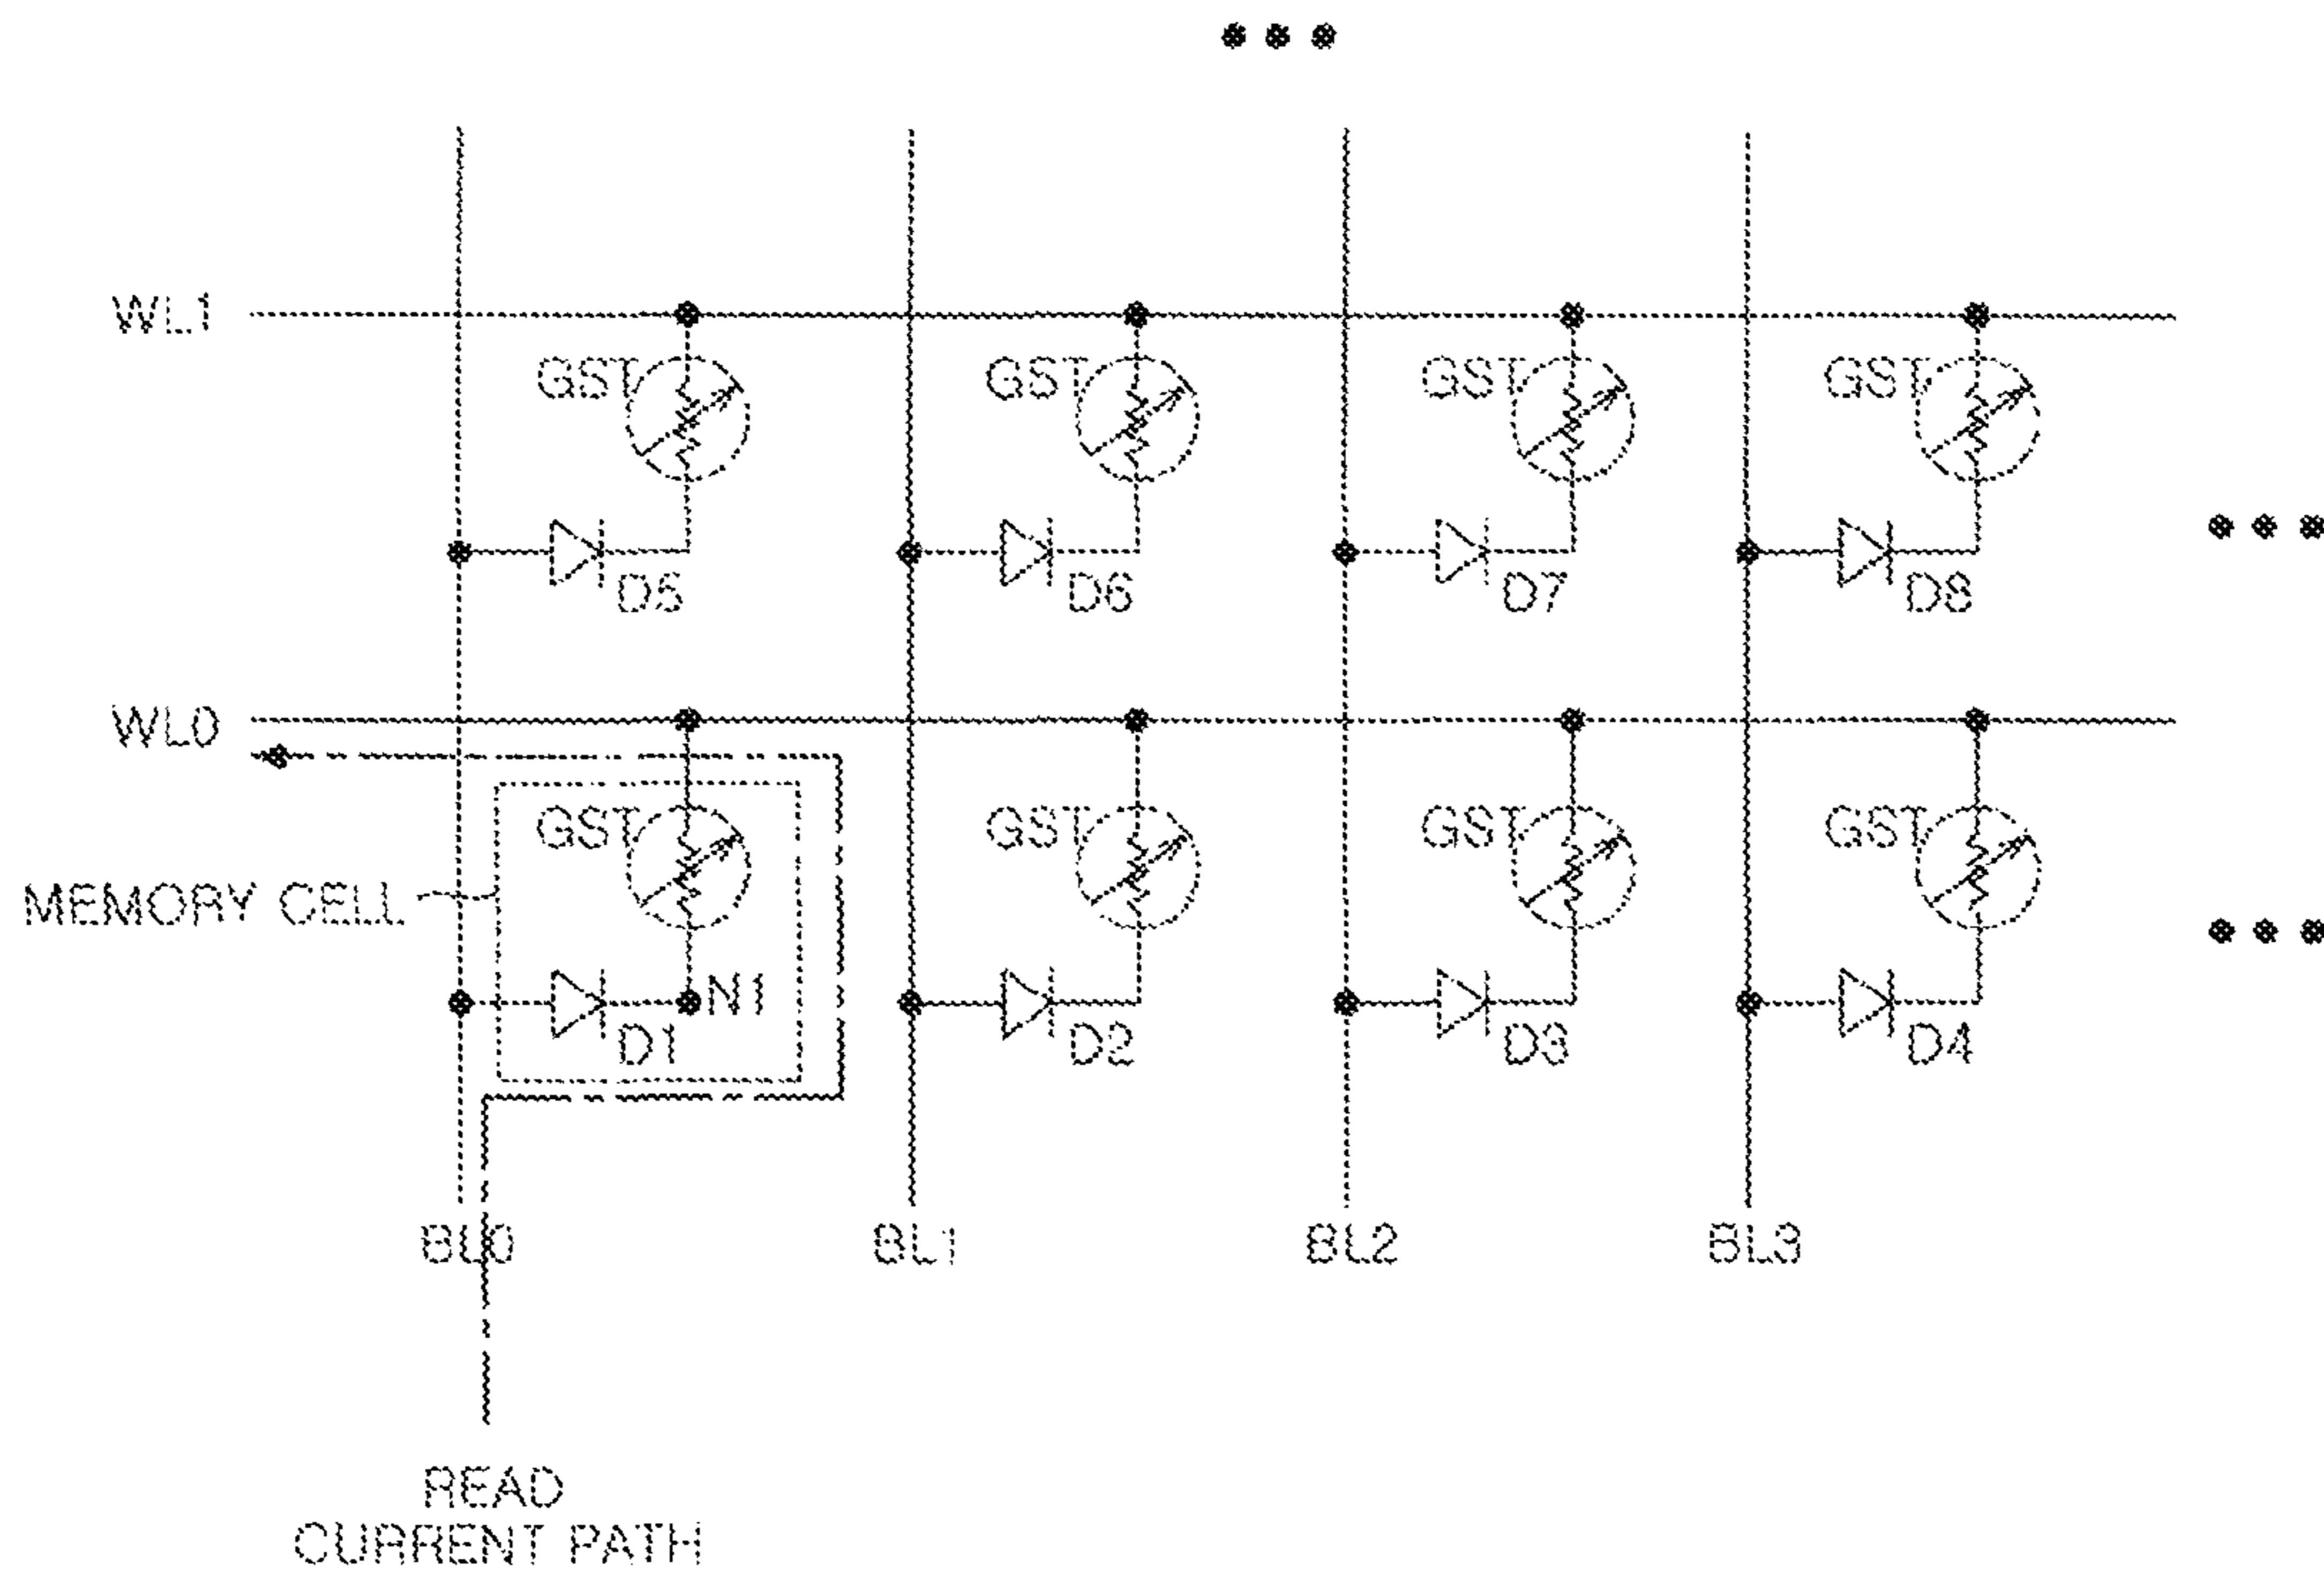 WL1
GST GST GST GST
D5 D6 D7 D8
WL0
GST GST GST GST
MEMORY CELL
N1
D1 D2 D3 D4
BL0 BL1 BL2 BL3
READ
CURRENT PATH